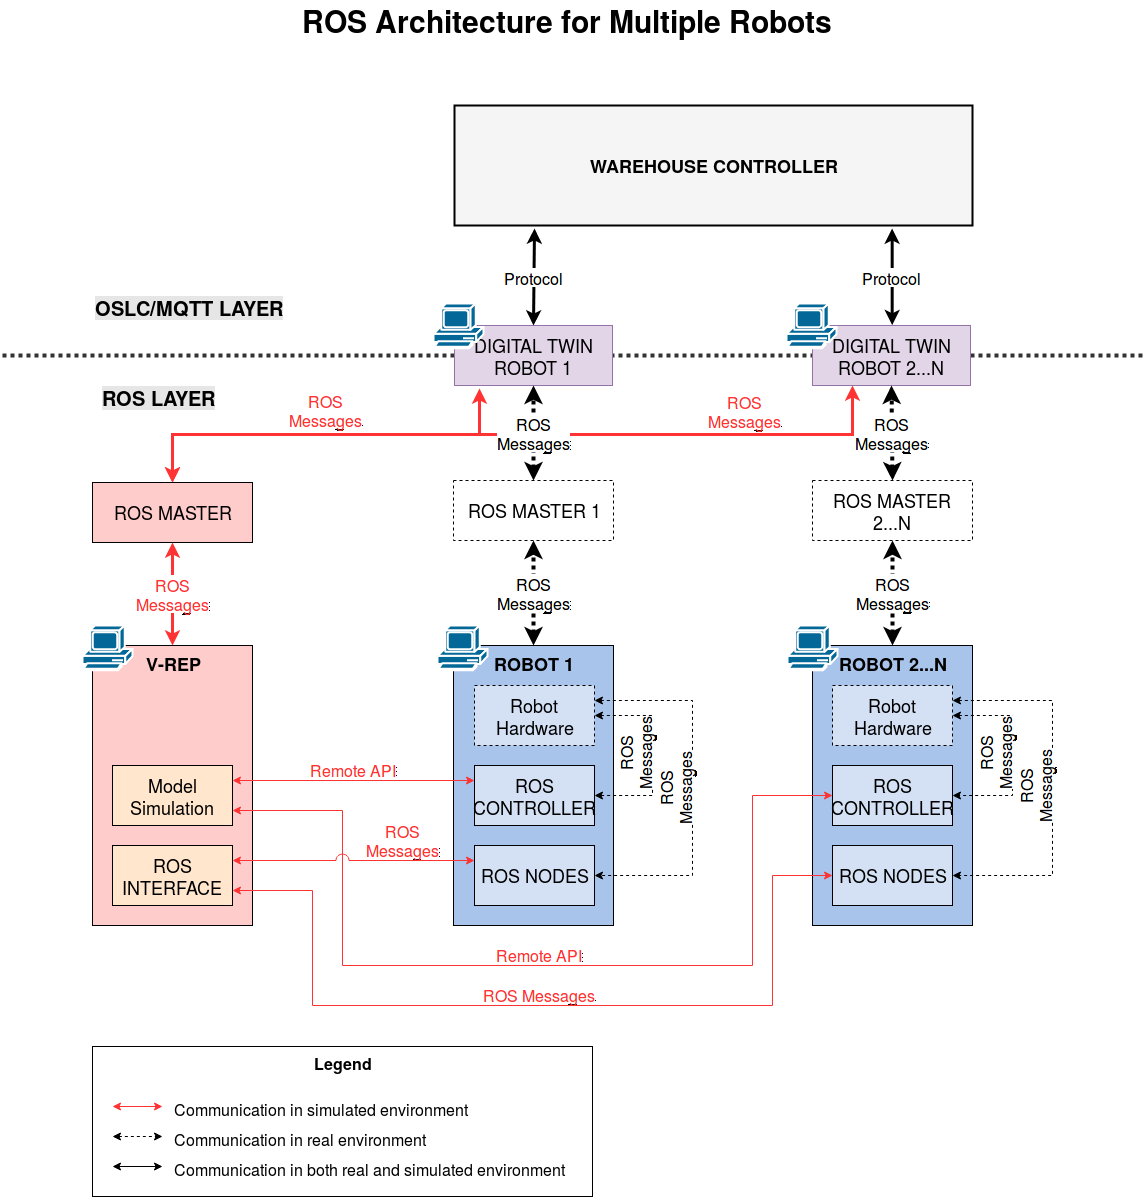 ROS Architecture for Multiple Robots
WAREHOUSE CONTROLLER
Protocol
Protocol
OSLC/MQTT LAYER
DIGITAL TWIN
ROBOT 1
DIGITAL TWIN
ROBOT 2...N
ROS LAYER
ROS
Messages
ROS
Messages
ROS
Messages
ROS
Messages
ROS MASTER
ROS MASTER 1
ROS MASTER
2...N
ROS
Messages
ROS
Messages
ROS
Messages
V-REP
Model
Simulation
ROS
INTERFACE
ROBOT 1
Robot
Hardware
ROS
CONTROLLER
ROS NODES
ROS
Messages
ROS
Messages
ROBOT 2...N
Robot
Hardware
ROS
CONTROLLER
ROS NODES
ROS
Messages
ROS
Messages
Remote API
ROS
Messages
Remote API
ROS Messages
Legend
Communication in simulated environment
Communication in real environment
Communication in both real and simulated environment